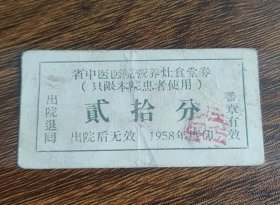 省中医医院营养灶食堂券
(只限本院患者使用)
出院退回
贰拾分
盖章有效
出院后无效 1958年度切